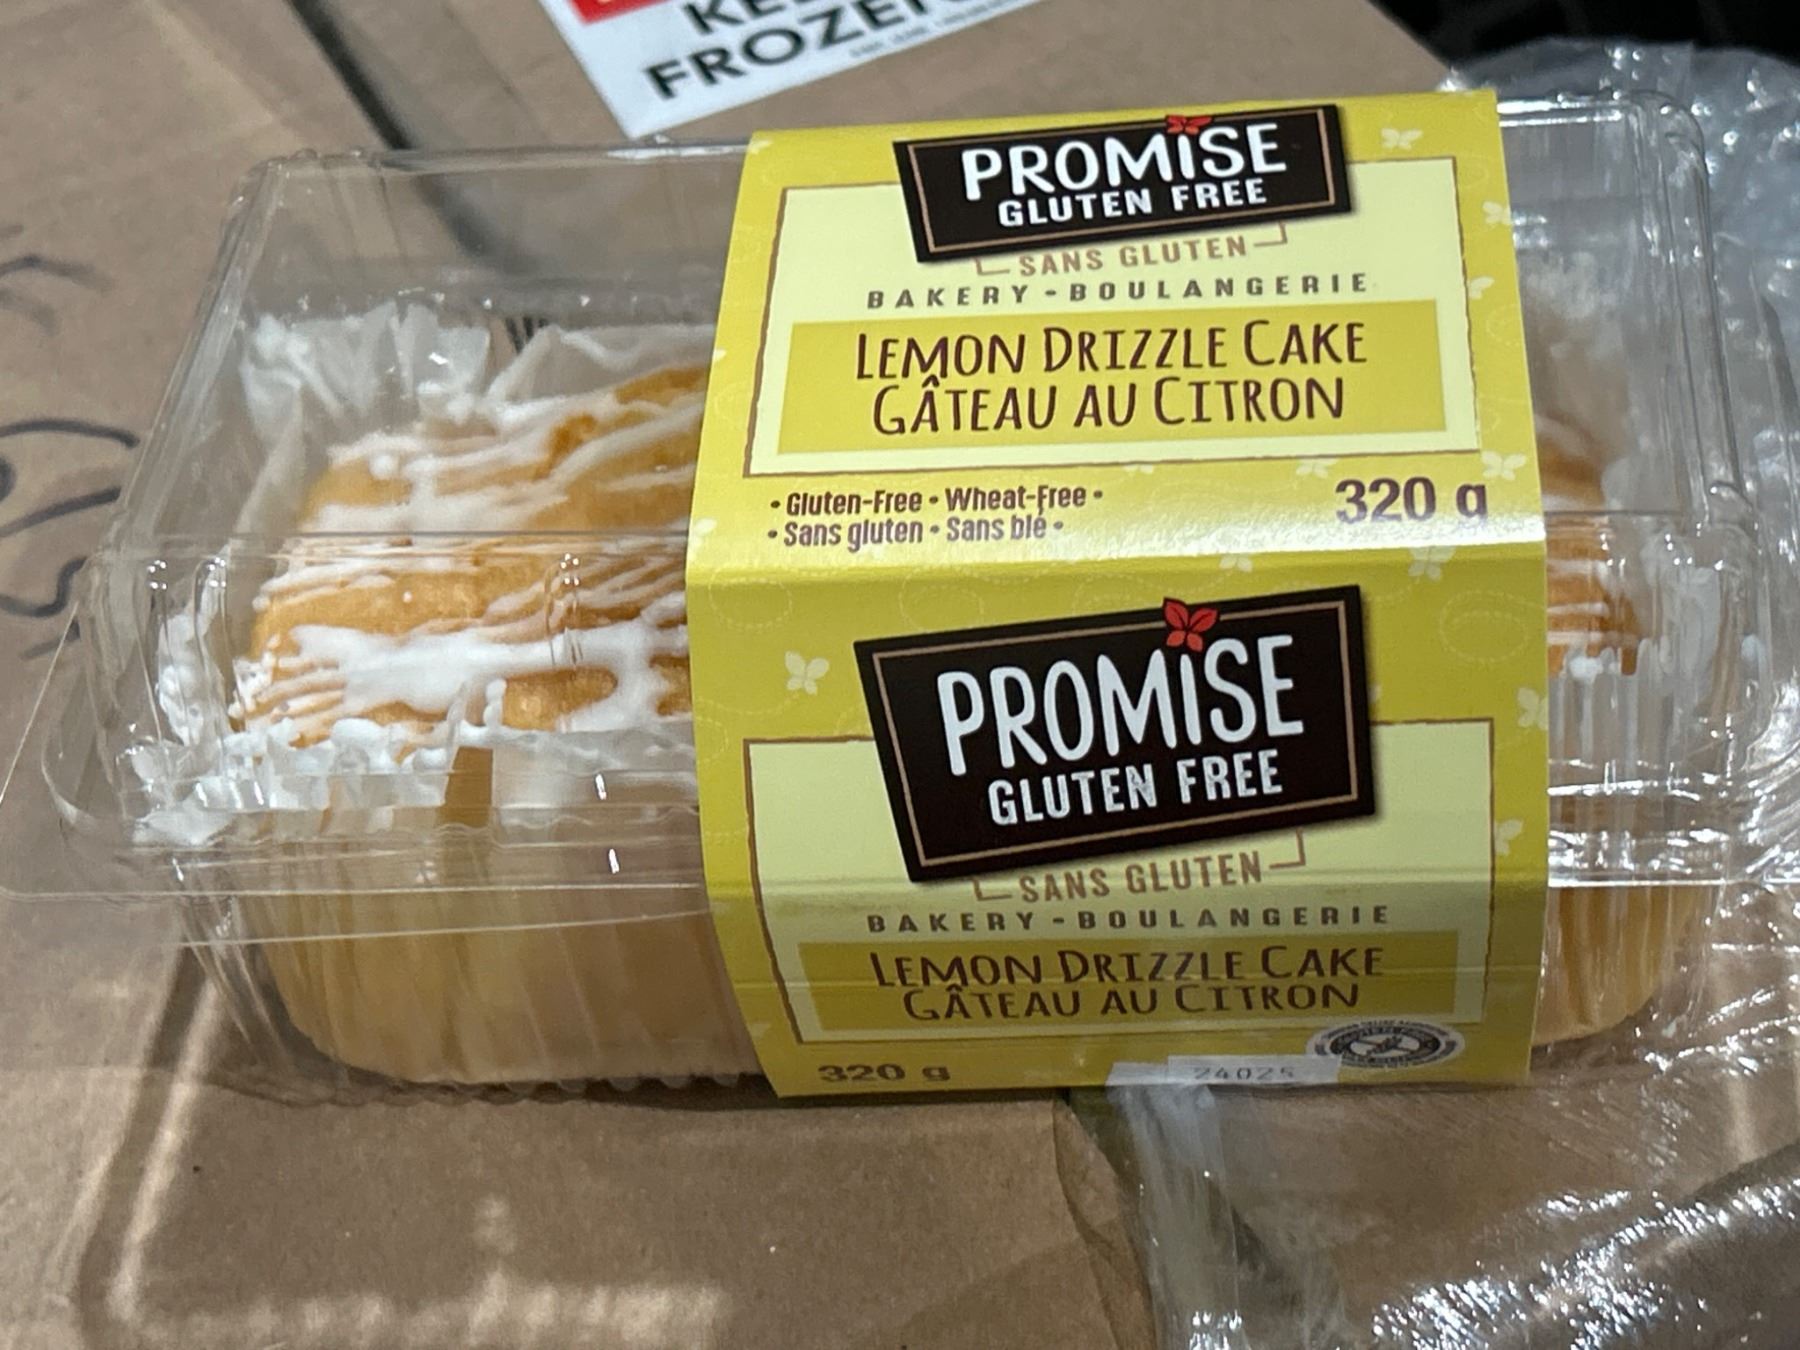 FROZEN
PROMISE
GLUTEN FREE
SANS GLUTEN
BAKERY - BOULANGERIE
LEMON DRIZZLE CAKE
GÂTEAU AU CITRON
• Gluten-Free • Wheat-Free •
• Sans gluten • Sans blé •
320 g
PROMISE
GLUTEN FREE
SANS GLUTEN
BAKERY - BOULANGERIE
LEMON DRIZZLE CAKE
GÂTEAU AU CITRON
320 g
24025